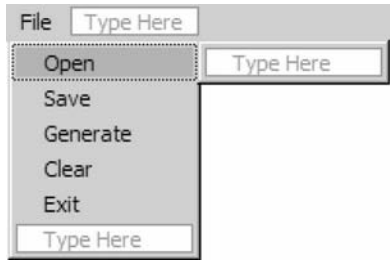 File Type Here
Open Type Here
Save
Generate
Clear
Exit
Type Here